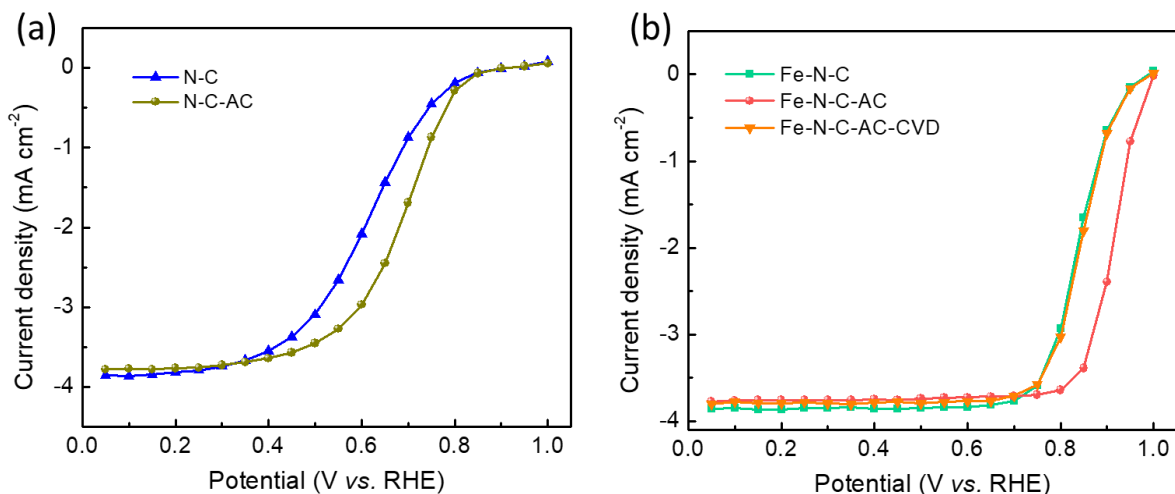 (a)
N-C
N-C-AC
0
-1
-2
-3
-4
Current density (mA cm⁻²)
0.0 0.2 0.4 0.6 0.8 1.0
Potential (V vs. RHE)
(b)
Fe-N-C
Fe-N-C-AC
Fe-N-C-AC-CVD
0
-1
-2
-3
-4
Current density (mA cm⁻²)
0.0 0.2 0.4 0.6 0.8 1.0
Potential (V vs. RHE)